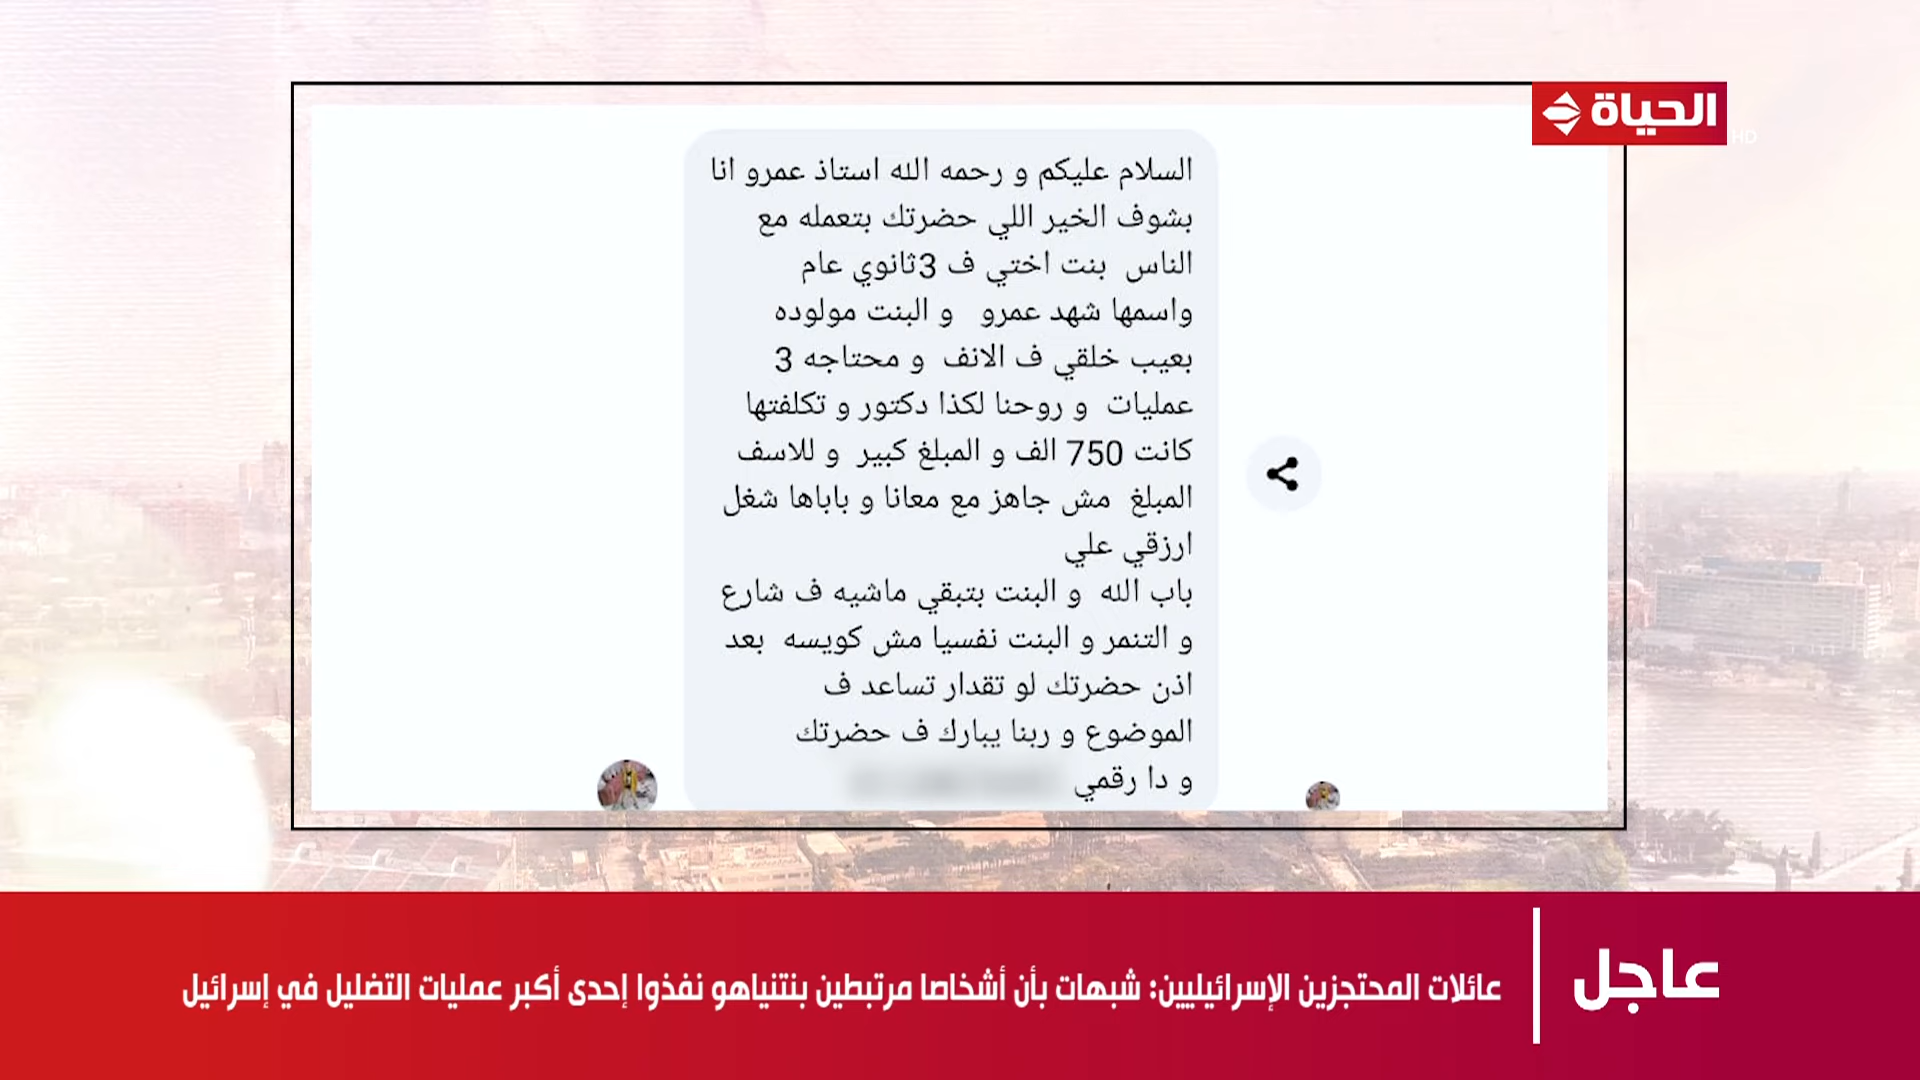 الحياة
HD
السلام عليكم و رحمه الله استاذ عمرو انا
بشوف الخير اللي حضرتك بتعمله مع
الناس بنت اختي ف 3ثانوي عام
واسمها شهد عمرو و البنت مولوده
بعيب خلقي ف الانف و محتاجه 3
عمليات و روحنا لكذا دكتور و تكلفتها
كانت 750 الف و المبلغ كبير و للاسف
المبلغ مش جاهز مع معانا و باباها شغل
ارزقي علي
باب الله و البنت بتبقي ماشيه ف شارع
و التنمر و البنت نفسيا مش كويسه بعد
اذن حضرتك لو تقدار تساعد ف
الموضوع و ربنا يبارك ف حضرتك
و دا رقمي
عاجل
عائلات المحتجزين الإسرائيليين: شبهات بأن أشخاصا مرتبطين بنتنياهو نفذوا إحدى أكبر عمليات التضليل في إسرائيل